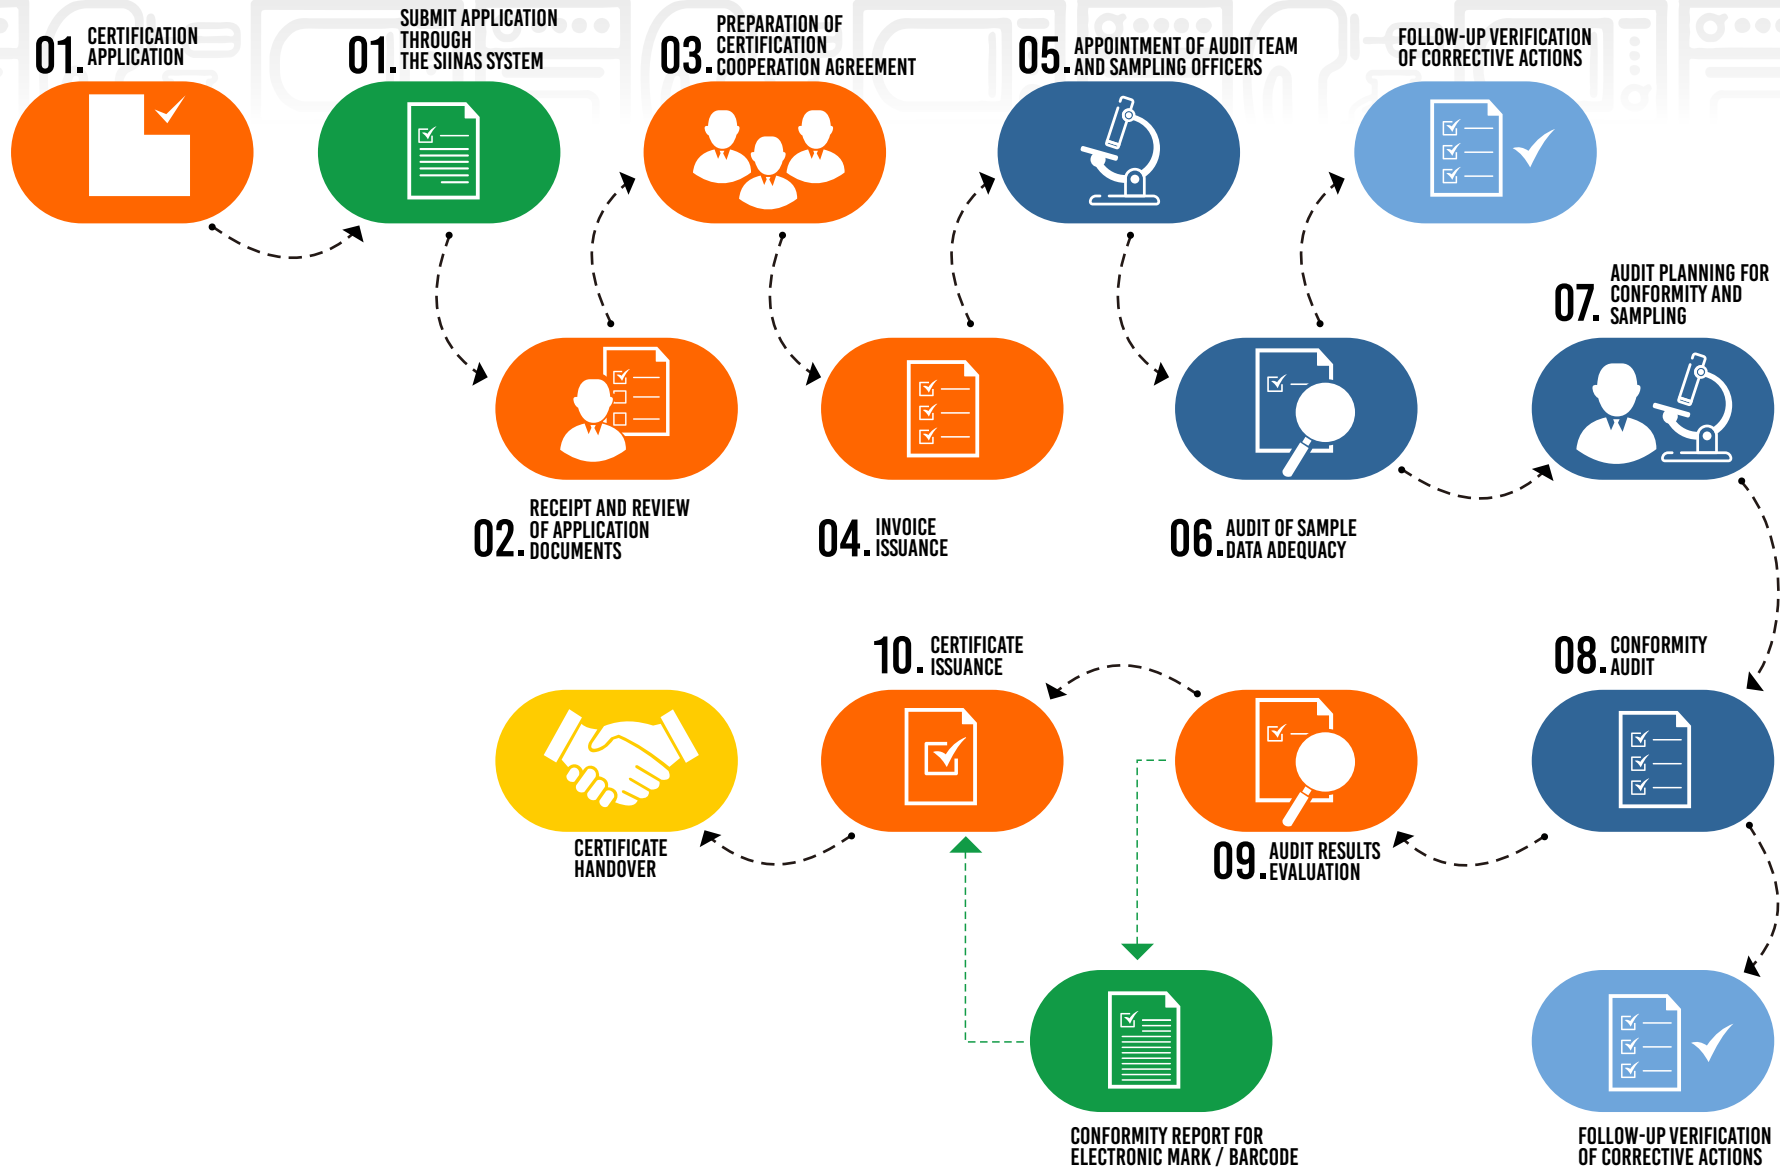 01. CERTIFICATION
APPLICATION
01. SUBMIT APPLICATION
THROUGH
THE SIINAS SYSTEM
03. PREPARATION OF
CERTIFICATION
COOPERATION AGREEMENT
05. APPOINTMENT OF AUDIT TEAM
AND SAMPLING OFFICERS
FOLLOW-UP VERIFICATION
OF CORRECTIVE ACTIONS
02. RECEIPT AND REVIEW
OF APPLICATION
DOCUMENTS
04. INVOICE
ISSUANCE
06. AUDIT OF SAMPLE
DATA ADEQUACY
07. AUDIT PLANNING FOR
CONFORMITY AND
SAMPLING
10. CERTIFICATE
ISSUANCE
08. CONFORMITY
AUDIT
CERTIFICATE
HANDOVER
09. AUDIT RESULTS
EVALUATION
CONFORMITY REPORT FOR
ELECTRONIC MARK / BARCODE
FOLLOW-UP VERIFICATION
OF CORRECTIVE ACTIONS